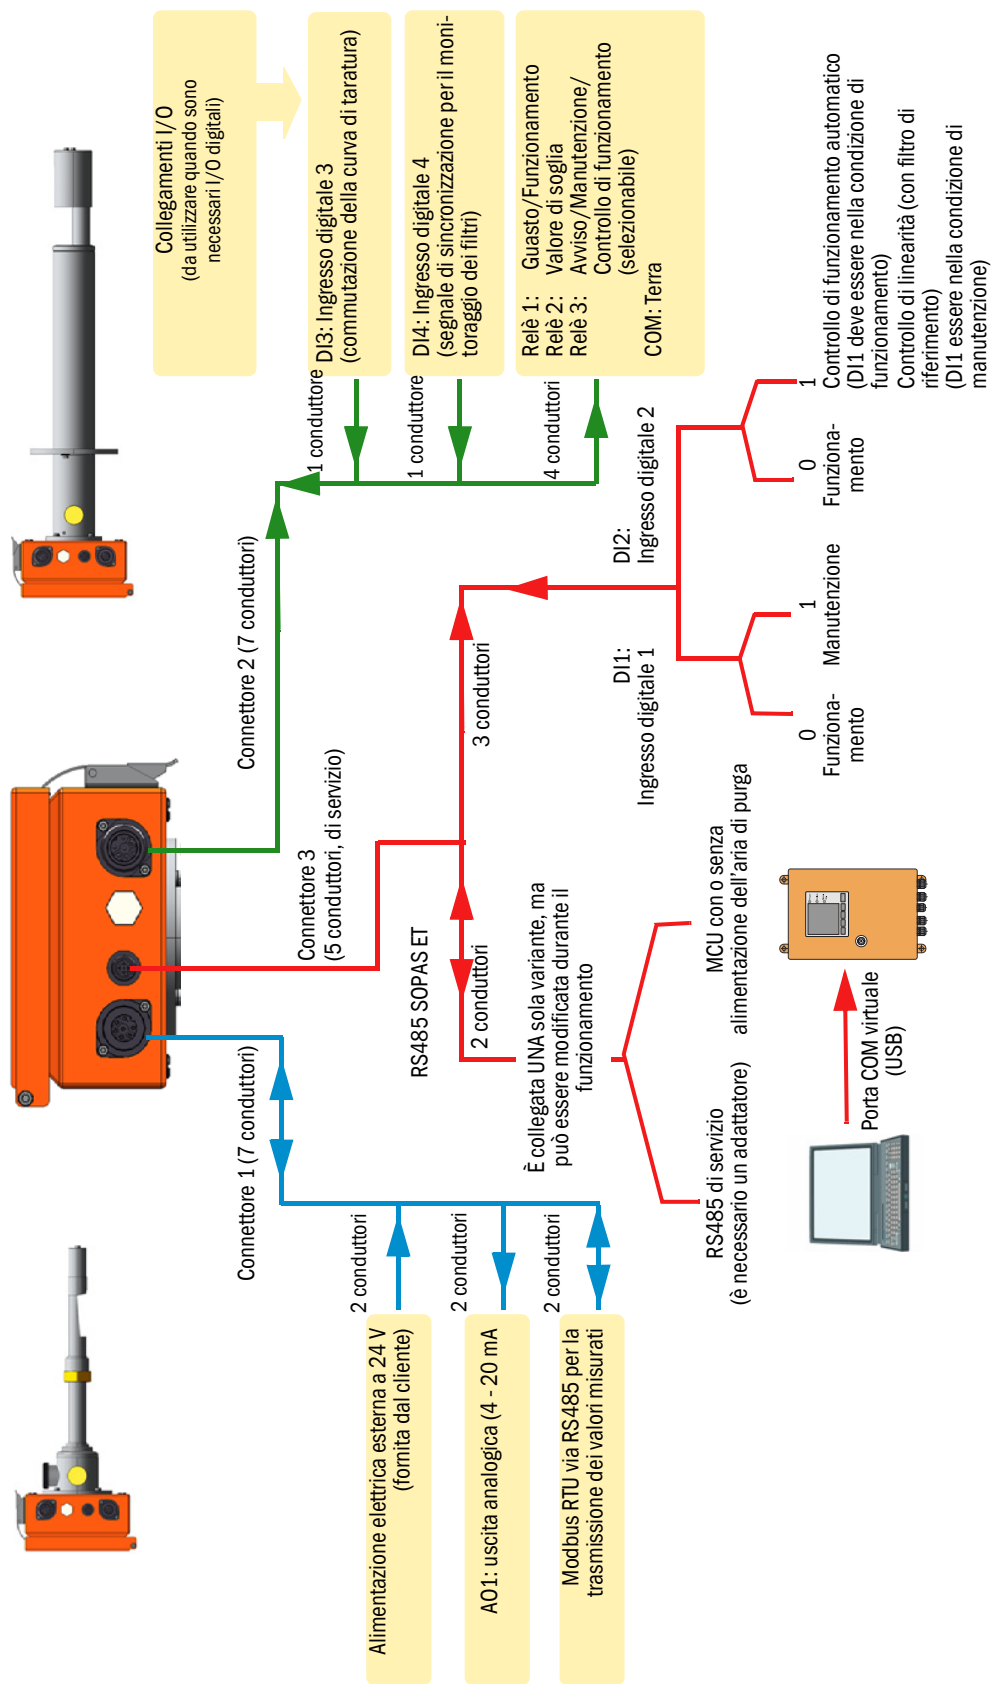 Collegamenti I/O
(da utilizzare quando sono
necessari I/O digitali)
DI3: Ingresso digitale 3
(commutazione della curva di taratura)
DI4: Ingresso digitale 4
(segnale di sincronizzazione per il moni-
toraggio dei filtri)
Relè 1: Guasto/Funzionamento
Relè 2: Valore di soglia
Relè 3: Avviso/Manutenzione/
Controllo di funzionamento
(selezionabile)
COM: Terra
1 conduttore
1 conduttore
4 conduttori
Connettore 2 (7 conduttori)
Connettore 3
(5 conduttori, di servizio)
3 conduttori
DI2:
Ingresso digitale 2
0
Funziona-
mento
1
Controllo di funzionamento automatico
(DI1 deve essere nella condizione di
funzionamento)
Controllo di linearità (con filtro di
riferimento)
(DI1 essere nella condizione di
manutenzione)
DI1:
Ingresso digitale 1
0
Funziona-
mento
1
Manutenzione
RS485 SOPAS ET
2 conduttori
È collegata UNA sola variante, ma
può essere modificata durante il
funzionamento
MCU con o senza
alimentazione dell'aria di purga
RS485 di servizio
(è necessario un adattatore)
Porta COM virtuale
(USB)
Connettore 1 (7 conduttori)
2 conduttori
2 conduttori
2 conduttori
Alimentazione elettrica esterna a 24 V
(fornita dal cliente)
AO1: uscita analogica (4 - 20 mA
Modbus RTU via RS485 per la
trasmissione dei valori misurati